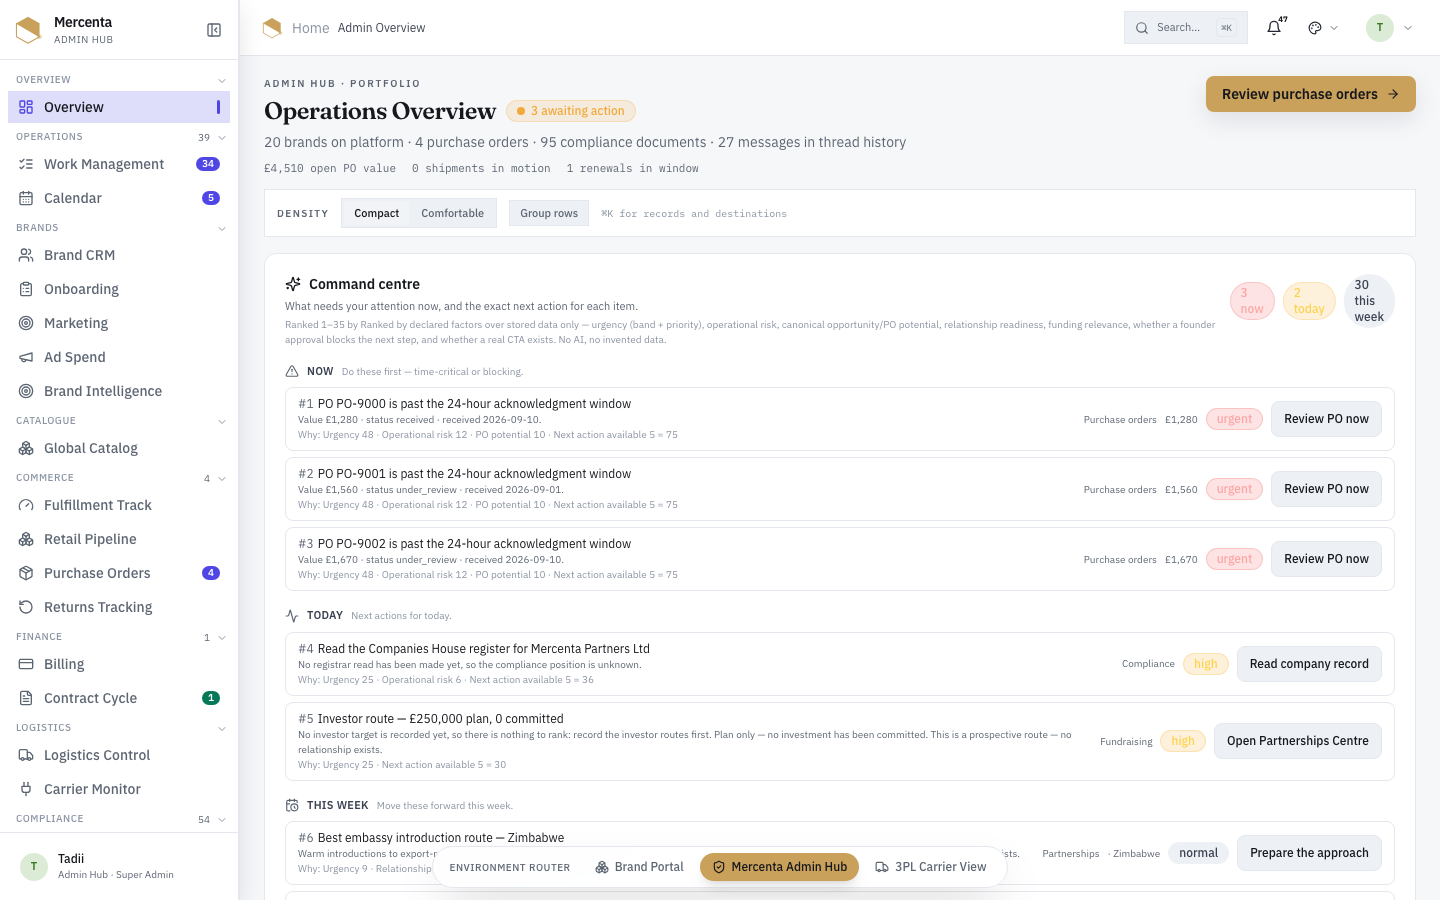 Mercenta
ADMIN HUB
OVERVIEW
Overview
OPERATIONS 39
Work Management 34
Calendar 5
BRANDS
Brand CRM
Onboarding
Marketing
Ad Spend
Brand Intelligence
CATALOGUE
Global Catalog
COMMERCE 4
Fulfillment Track
Retail Pipeline
Purchase Orders 4
Returns Tracking
FINANCE 1
Billing
Contract Cycle 1
LOGISTICS
Logistics Control
Carrier Monitor
COMPLIANCE 54
T
Tadii
Admin Hub · Super Admin
Home Admin Overview
Search... ⌘K
47
T
ADMIN HUB · PORTFOLIO
Operations Overview
3 awaiting action
Review purchase orders
20 brands on platform · 4 purchase orders · 95 compliance documents · 27 messages in thread history
£4,510 open PO value 0 shipments in motion 1 renewals in window
DENSITY Compact Comfortable Group rows ⌘K for records and destinations
Command centre
What needs your attention now, and the exact next action for each item.
Ranked 1–35 by Ranked by declared factors over stored data only — urgency (band + priority), operational risk, canonical opportunity/PO potential, relationship readiness, funding relevance, whether a founder
approval blocks the next step, and whether a real CTA exists. No AI, no invented data.
3 now
2 today
30 this week
NOW Do these first — time-critical or blocking.
#1 PO PO-9000 is past the 24-hour acknowledgment window
Value £1,280 · status received · received 2026-09-10.
Why: Urgency 48 · Operational risk 12 · PO potential 10 · Next action available 5 = 75
Purchase orders £1,280 urgent Review PO now
#2 PO PO-9001 is past the 24-hour acknowledgment window
Value £1,560 · status under_review · received 2026-09-01.
Why: Urgency 48 · Operational risk 12 · PO potential 10 · Next action available 5 = 75
Purchase orders £1,560 urgent Review PO now
#3 PO PO-9002 is past the 24-hour acknowledgment window
Value £1,670 · status under_review · received 2026-09-10.
Why: Urgency 48 · Operational risk 12 · PO potential 10 · Next action available 5 = 75
Purchase orders £1,670 urgent Review PO now
TODAY Next actions for today.
#4 Read the Companies House register for Mercenta Partners Ltd
No registrar read has been made yet, so the compliance position is unknown.
Why: Urgency 25 · Operational risk 6 · Next action available 5 = 36
Compliance high Read company record
#5 Investor route — £250,000 plan, 0 committed
No investor target is recorded yet, so there is nothing to rank: record the investor routes first. Plan only — no investment has been committed. This is a prospective route — no
relationship exists.
Why: Urgency 25 · Next action available 5 = 30
Fundraising high Open Partnerships Centre
THIS WEEK Move these forward this week.
#6 Best embassy introduction route — Zimbabwe
Warm introductions to export-
ists.
Why: Urgency 9 · Relationship
Partnerships · Zimbabwe normal Prepare the approach
ENVIRONMENT ROUTER Brand Portal Mercenta Admin Hub 3PL Carrier View